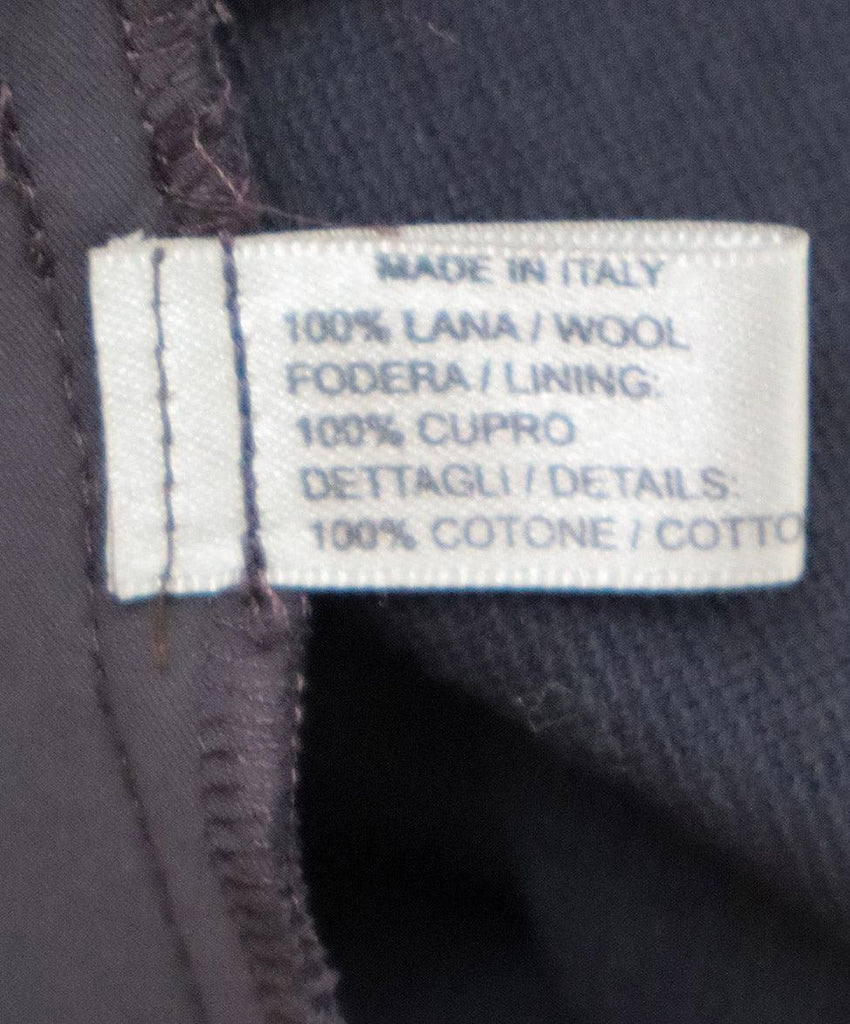 MADE IN ITALY
100% LANA / WOOL
FODERA / LINING:
100% CUPRO
DETTAGLI / DETAILS:
100% COTONE / COTTO